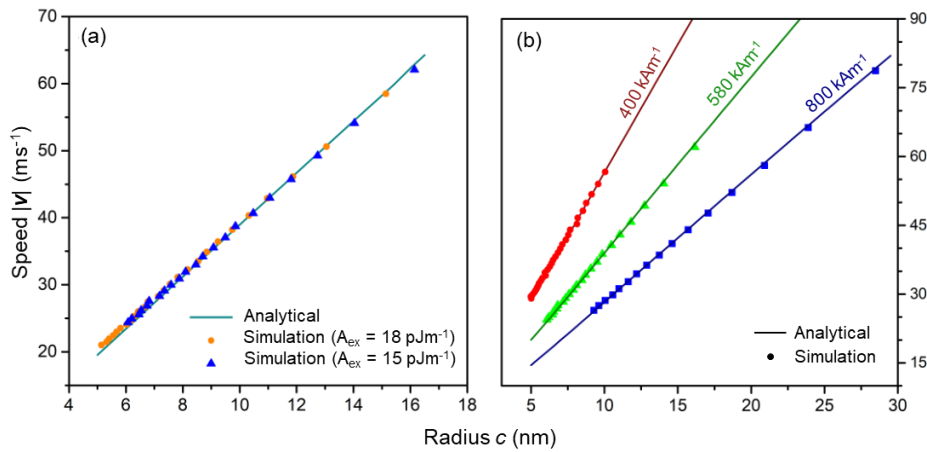 (a)
70
60
50
40
30
20
Speed |v| (ms⁻¹)
Analytical
Simulation (Aₑₓ = 18 pJm⁻¹)
Simulation (Aₑₓ = 15 pJm⁻¹)
4 6 8 10 12 14 16 18
(b)
400 kAm⁻¹
580 kAm⁻¹
800 kAm⁻¹
90
75
60
45
30
15
Analytical
Simulation
5 10 15 20 25 30
Radius c (nm)